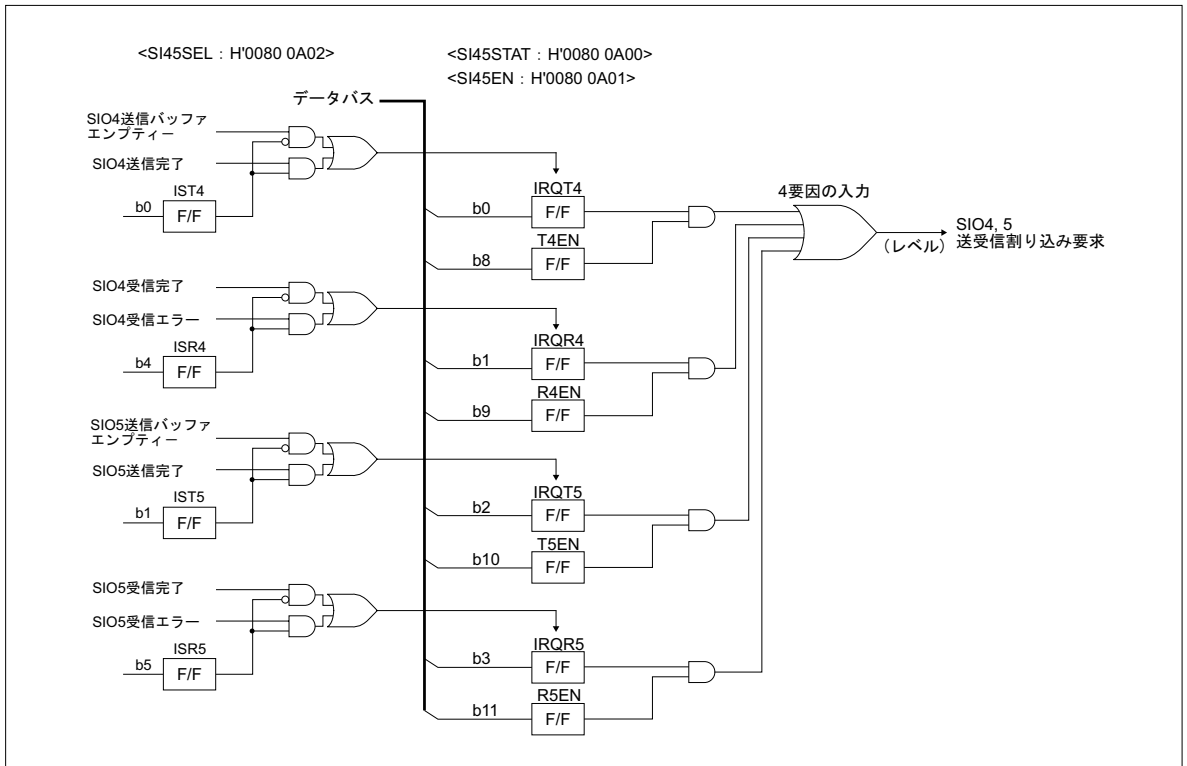 <SI45SEL : H'0080 0A02>
<SI45STAT : H'0080 0A00>
<SI45EN : H'0080 0A01>
データバス
SIO4送信バッファ
エンプティー
SIO4送信完了
IST4
b0
F/F
IRQT4
b0
F/F
T4EN
b8
F/F
4要因の入力
(レベル)
SIO4, 5
送受信割り込み要求
SIO4受信完了
SIO4受信エラー
ISR4
b4
F/F
IRQR4
b1
F/F
R4EN
b9
F/F
SIO5送信バッファ
エンプティー
SIO5送信完了
IST5
b1
F/F
IRQT5
b2
F/F
T5EN
b10
F/F
SIO5受信完了
SIO5受信エラー
ISR5
b5
F/F
IRQR5
b3
F/F
R5EN
b11
F/F